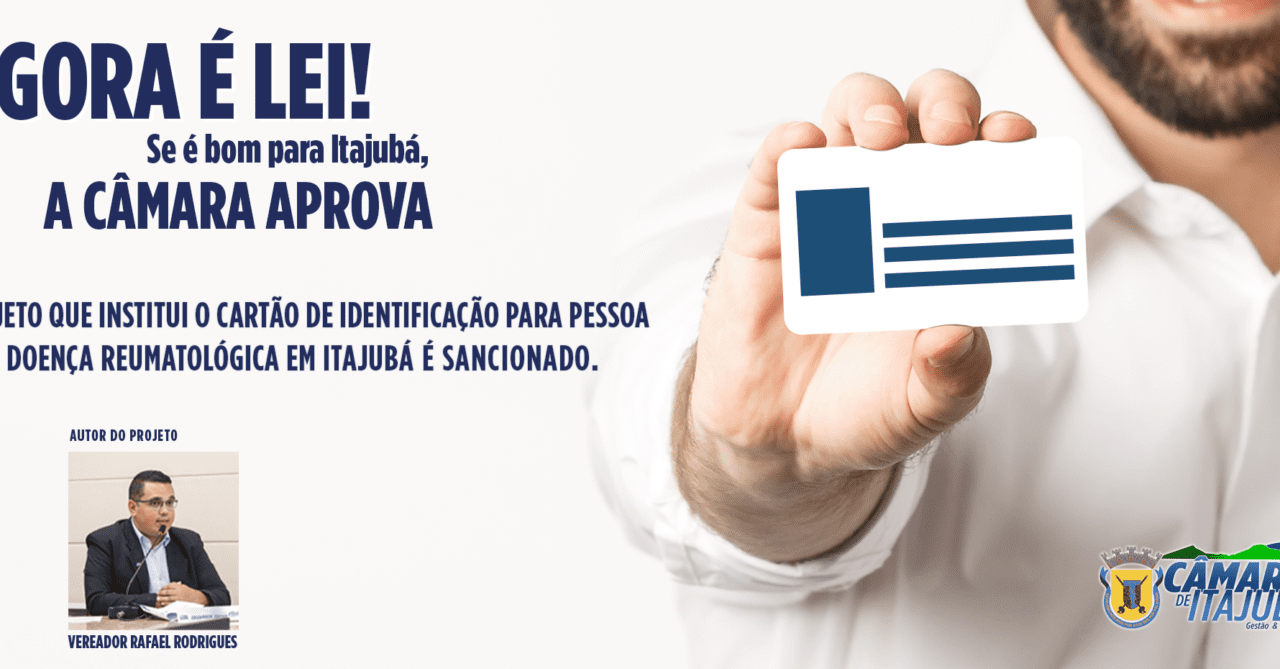 GORA É LEI!
Se é bom para Itajubá,
A CÂMARA APROVA
JETO QUE INSTITUI O CARTÃO DE IDENTIFICAÇÃO PARA PESSOA
DOENÇA REUMATOLÓGICA EM ITAJUBÁ É SANCIONADO.
AUTOR DO PROJETO
VEREADOR RAFAEL RODRIGUES
CÂMAR
DE ITAJUB
Gestão &